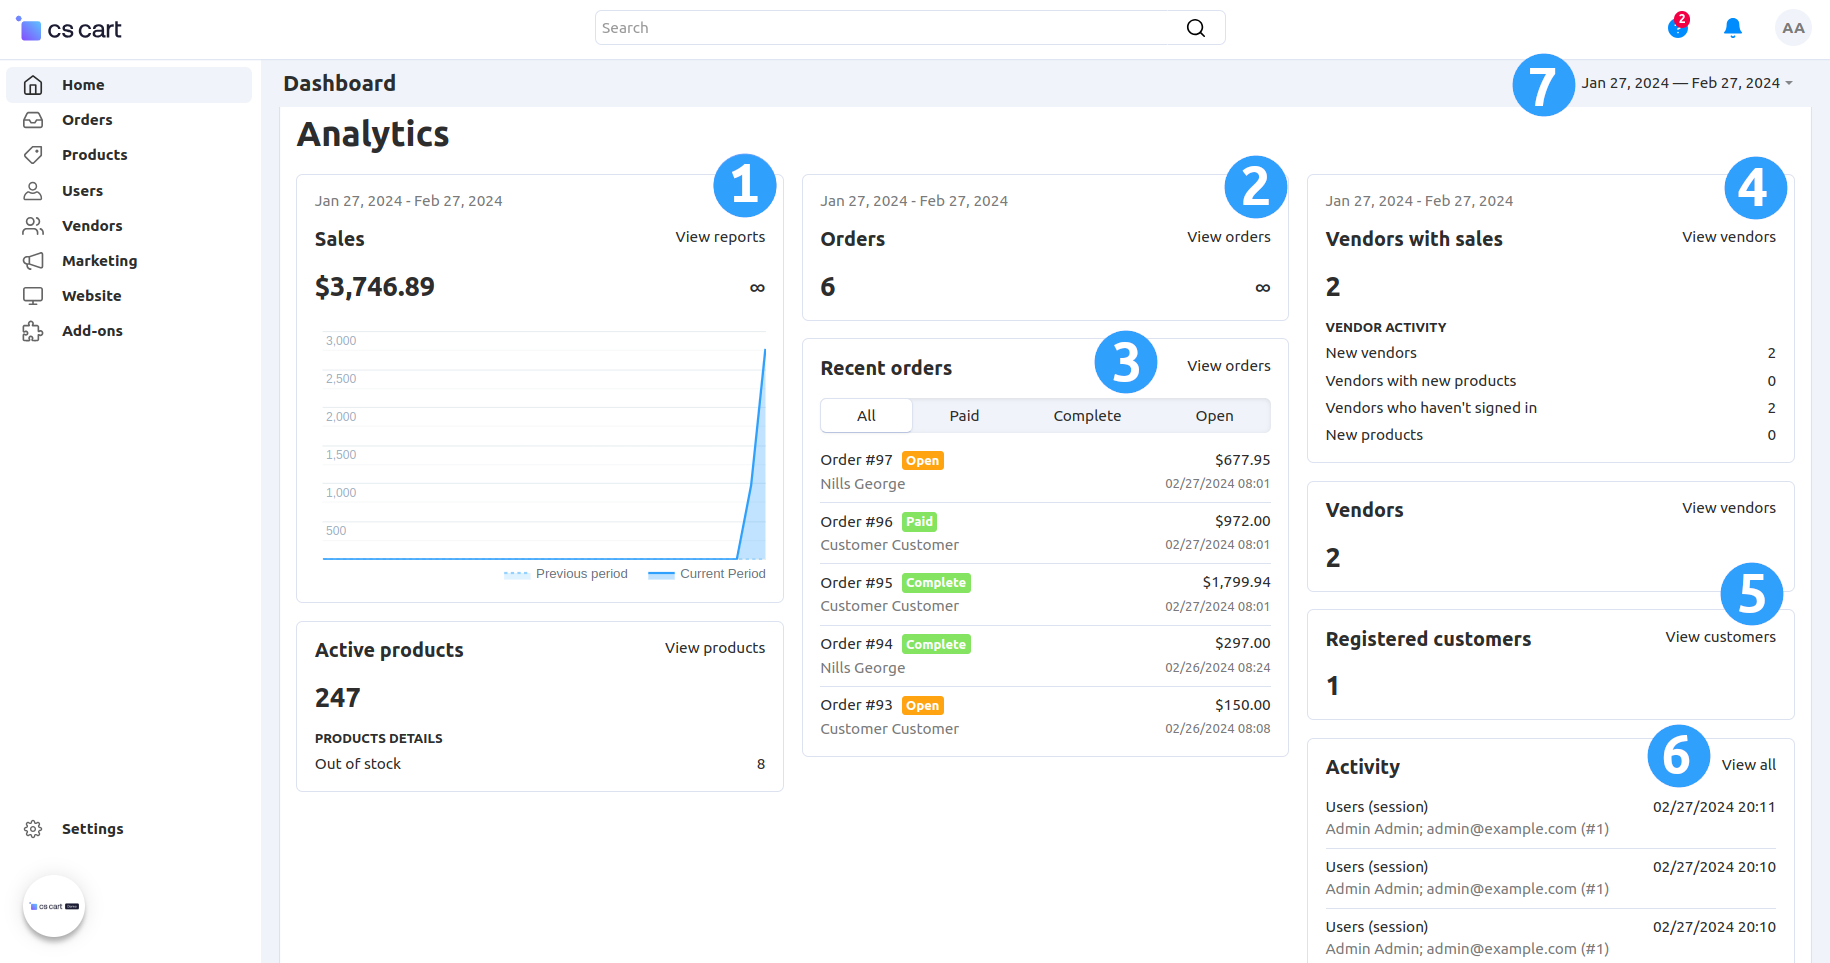 cs cart
Search
2
?
AA
Home
Orders
Products
Users
Vendors
Marketing
Website
Add-ons
Settings
cs cart
Dashboard
7
Jan 27, 2024 — Feb 27, 2024
Analytics
1
Jan 27, 2024 - Feb 27, 2024
Sales
View reports
$3,746.89
∞
3,000
2,500
2,000
1,500
1,000
500
Previous period
Current Period
Active products
View products
247
PRODUCTS DETAILS
Out of stock 8
2
Jan 27, 2024 - Feb 27, 2024
Orders
View orders
6
∞
3
Recent orders
View orders
All Paid Complete Open
Order #97 Open $677.95
Nills George 02/27/2024 08:01
Order #96 Paid $972.00
Customer Customer 02/27/2024 08:01
Order #95 Complete $1,799.94
Customer Customer 02/27/2024 08:01
Order #94 Complete $297.00
Nills George 02/26/2024 08:24
Order #93 Open $150.00
Customer Customer 02/26/2024 08:08
4
Jan 27, 2024 - Feb 27, 2024
Vendors with sales
View vendors
2
VENDOR ACTIVITY
New vendors 2
Vendors with new products 0
Vendors who haven't signed in 2
New products 0
Vendors
View vendors
2
5
Registered customers
View customers
1
6
Activity
View all
Users (session) 02/27/2024 20:11
Admin Admin; admin@example.com (#1)
Users (session) 02/27/2024 20:10
Admin Admin; admin@example.com (#1)
Users (session) 02/27/2024 20:10
Admin Admin; admin@example.com (#1)